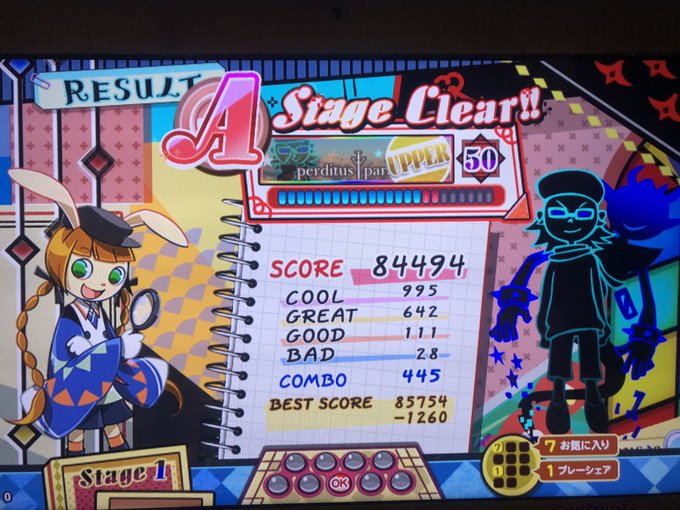 RESULT
A
Stage Clear!!
perditus†par
UPPER
50
SCORE 84494
COOL 995
GREAT 642
GOOD 111
BAD 28
COMBO 445
BEST SCORE 85754
-1260
7 お気に入り
1 プレーシェア
Stage 1
OK
0